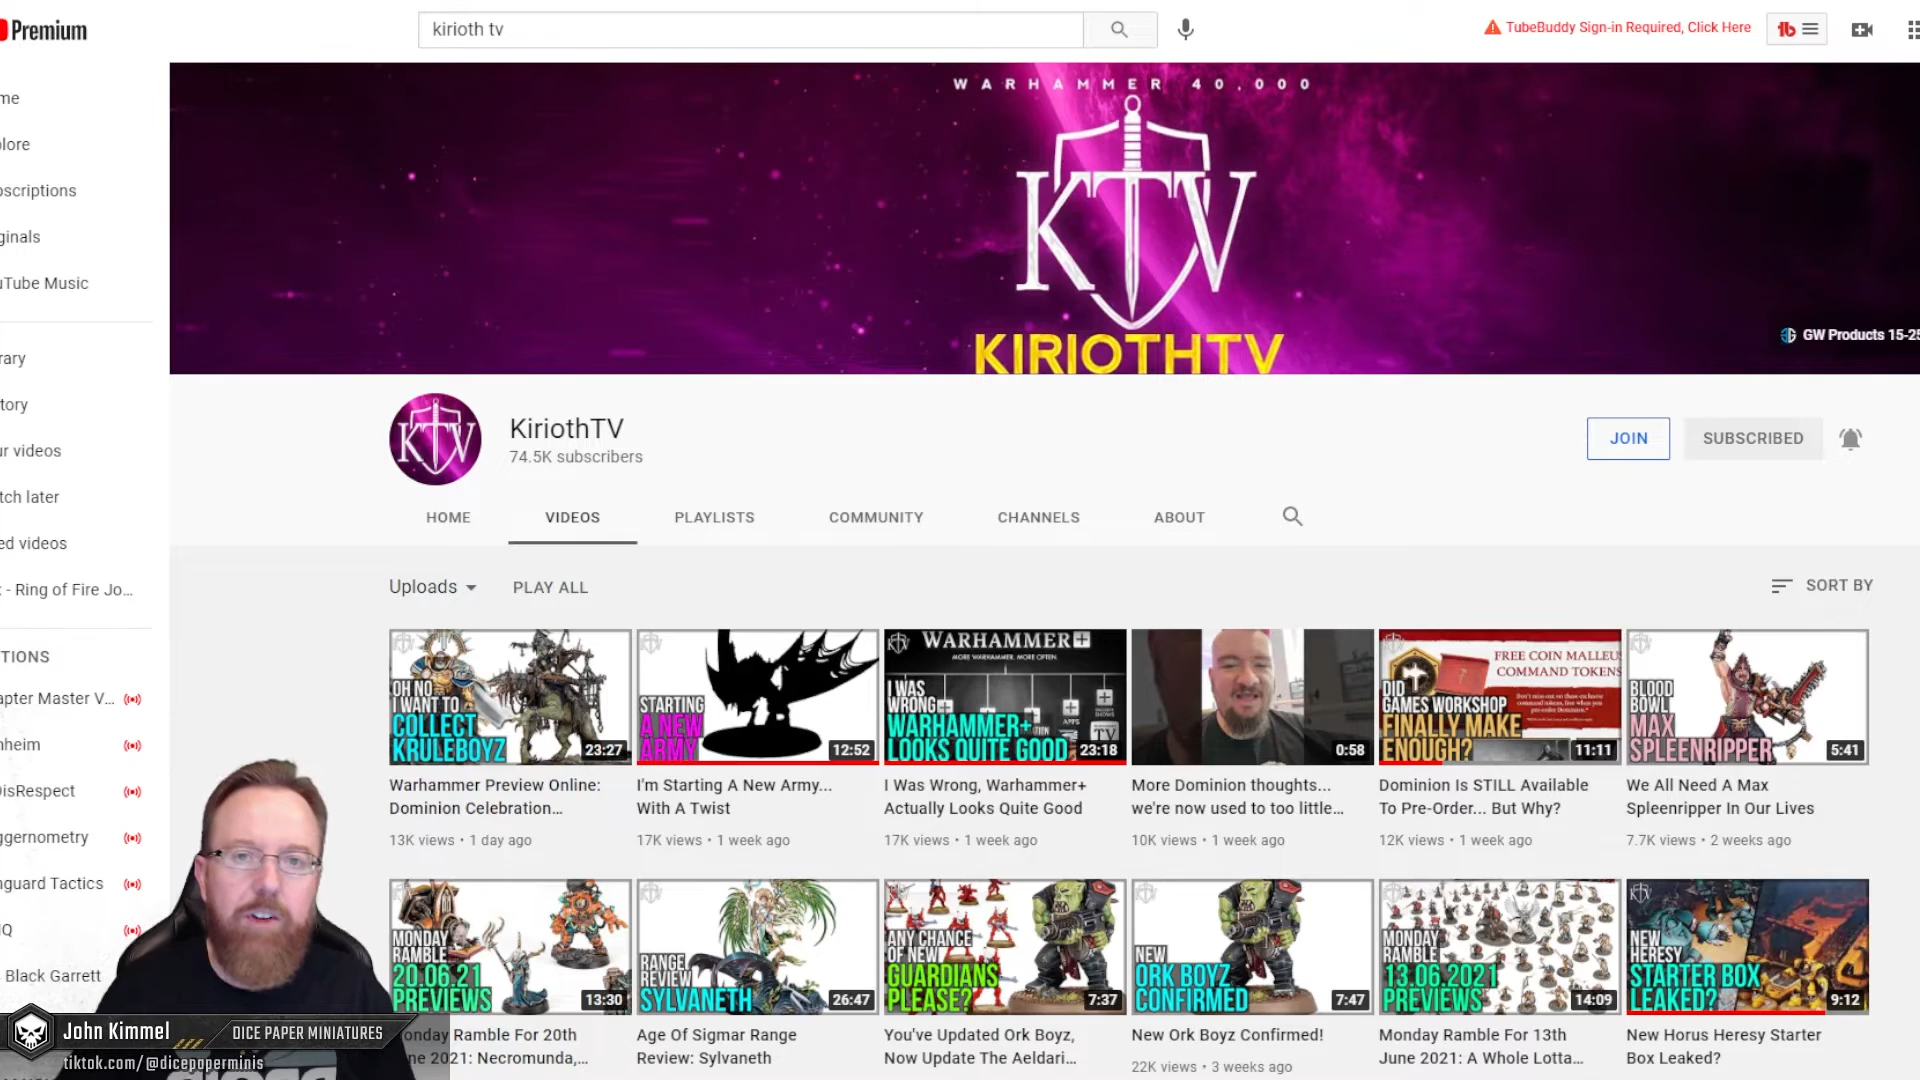 Premium
kirioth tv
TubeBuddy Sign-in Required, Click Here
me
lore
bscriptions
ginals
uTube Music
rary
tory
ur videos
tch later
ed videos
- Ring of Fire Jo...
TIONS
apter Master V...
nheim
DisRespect
ggernometry
nguard Tactics
Q
Black Garrett
WARHAMMER 40,000
KTV
KIRIOTHTV
GW Products 15-25
KTV
KiriothTV
74.5K subscribers
JOIN
SUBSCRIBED
HOME
VIDEOS
PLAYLISTS
COMMUNITY
CHANNELS
ABOUT
Uploads
PLAY ALL
SORT BY
OH NO
I WANT TO
COLLECT
KRULEBOYZ
23:27
Warhammer Preview Online:
Dominion Celebration...
13K views • 1 day ago
STARTING
A NEW
ARMY
12:52
I'm Starting A New Army...
With A Twist
17K views • 1 week ago
WARHAMMER+
MORE WARHAMMER. MORE OFTEN.
I WAS
WRONG
WARHAMMER+
LOOKS QUITE GOOD
APPS
TV
23:18
I Was Wrong, Warhammer+
Actually Looks Quite Good
17K views • 1 week ago
0:58
More Dominion thoughts...
we're now used to too little...
10K views • 1 week ago
FREE COIN MALLEUS
COMMAND TOKENS
DID
GAMES WORKSHOP
FINALLY MAKE
ENOUGH?
11:11
Dominion Is STILL Available
To Pre-Order... But Why?
12K views • 1 week ago
BLOOD
BOWL
MAX
SPLEENRIPPER
5:41
We All Need A Max
Spleenripper In Our Lives
7.7K views • 2 weeks ago
MONDAY
RAMBLE
20.06.21
PREVIEWS
13:30
onday Ramble For 20th
ne 2021: Necromunda,...
RANGE
REVIEW
SYLVANETH
26:47
Age Of Sigmar Range
Review: Sylvaneth
ANY CHANCE
OF NEW
GUARDIANS
PLEASE?
7:37
You've Updated Ork Boyz,
Now Update The Aeldari...
NEW
ORK BOYZ
CONFIRMED
7:47
New Ork Boyz Confirmed!
22K views • 3 weeks ago
MONDAY
RAMBLE
13.06.2021
PREVIEWS
14:09
Monday Ramble For 13th
June 2021: A Whole Lotta...
NEW
HERESY
STARTER BOX
LEAKED?
9:12
New Horus Heresy Starter
Box Leaked?
John Kimmel
DICE PAPER MINIATURES
tiktok.com/@dicepaperminis